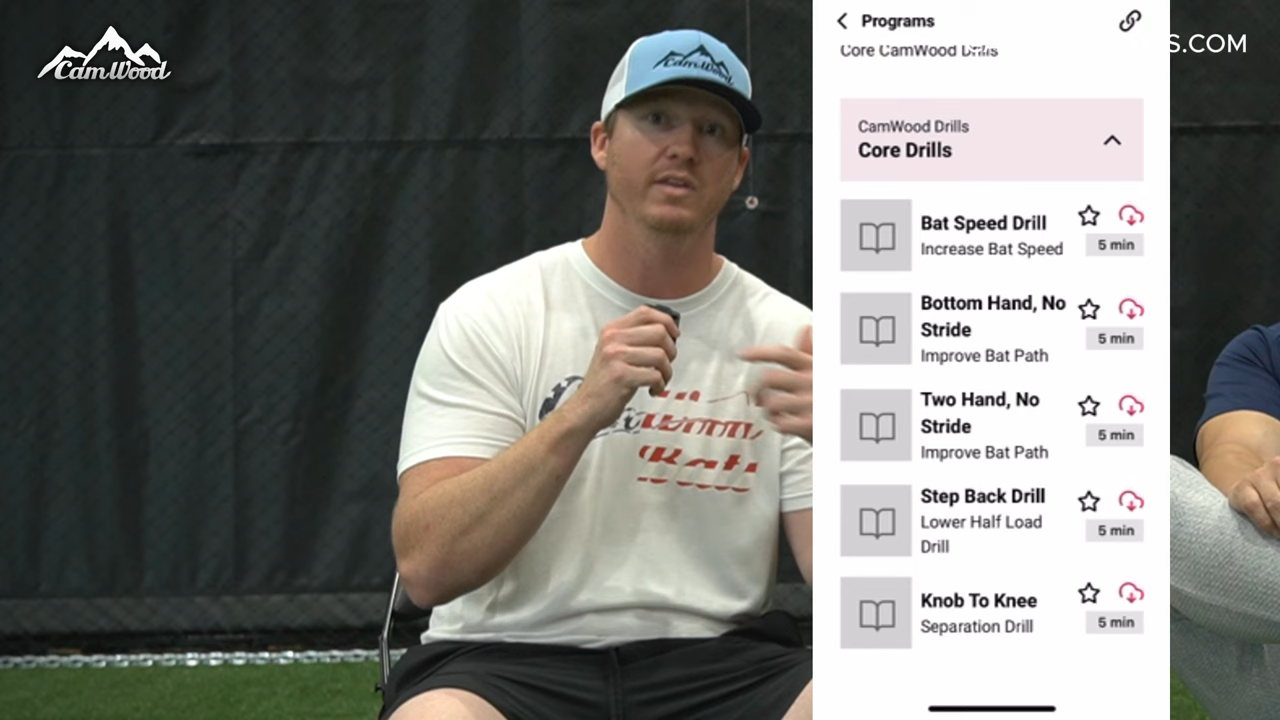 CamWood
CamWood
Bats
Programs
Core CamWood Drills
S.COM
CamWood Drills
Core Drills
Bat Speed Drill
Increase Bat Speed
5 min
Bottom Hand, No
Stride
Improve Bat Path
5 min
Two Hand, No
Stride
Improve Bat Path
5 min
Step Back Drill
Lower Half Load
Drill
5 min
Knob To Knee
Separation Drill
5 min